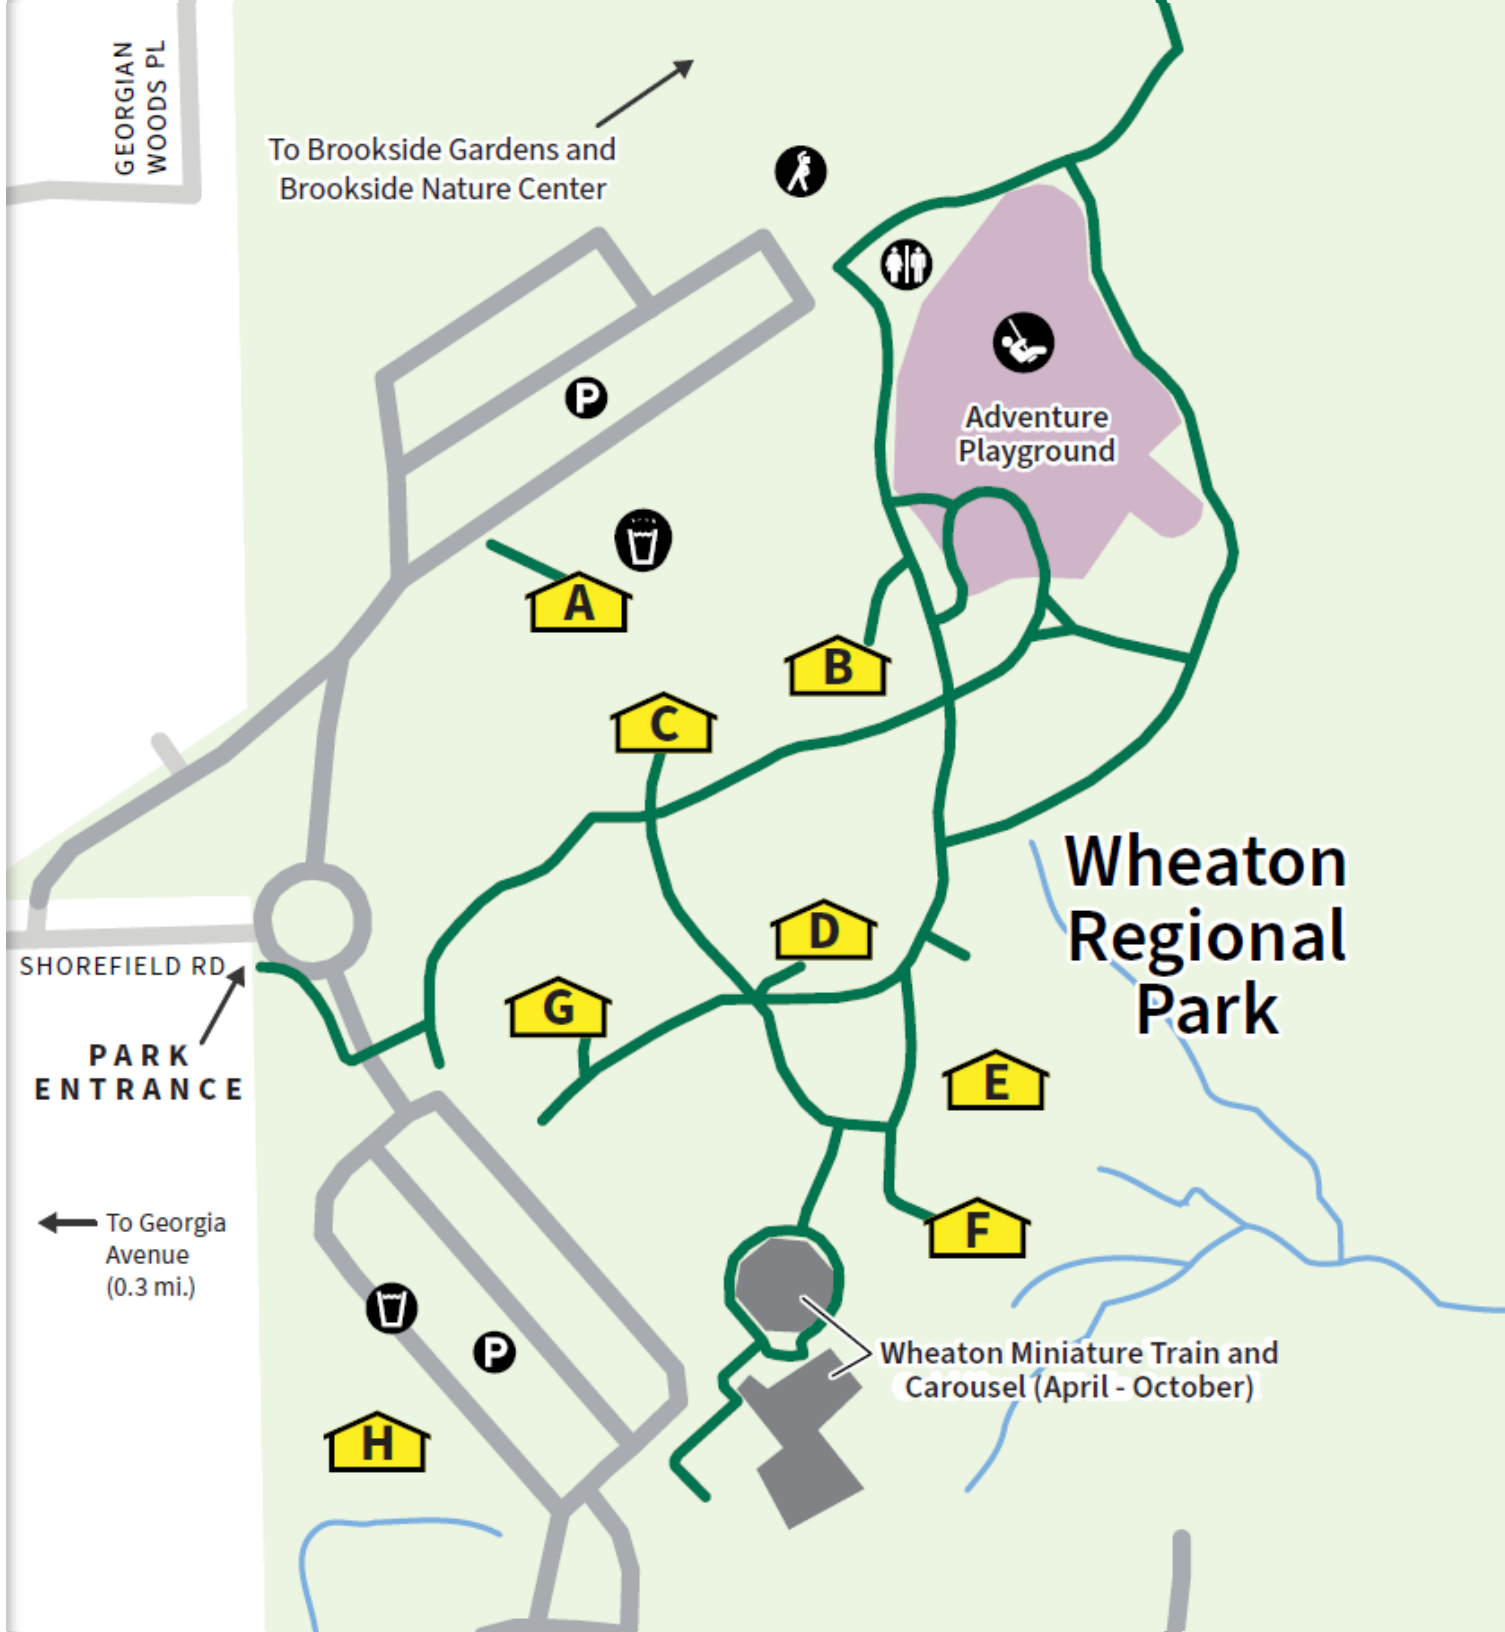 GEORGIAN
WOODS PL
To Brookside Gardens and
Brookside Nature Center
P
Adventure
Playground
A
B
C
D
Wheaton
Regional
Park
SHOREFIELD RD
G
PARK
ENTRANCE
E
To Georgia
Avenue
(0.3 mi.)
F
P
Wheaton Miniature Train and
Carousel (April - October)
H